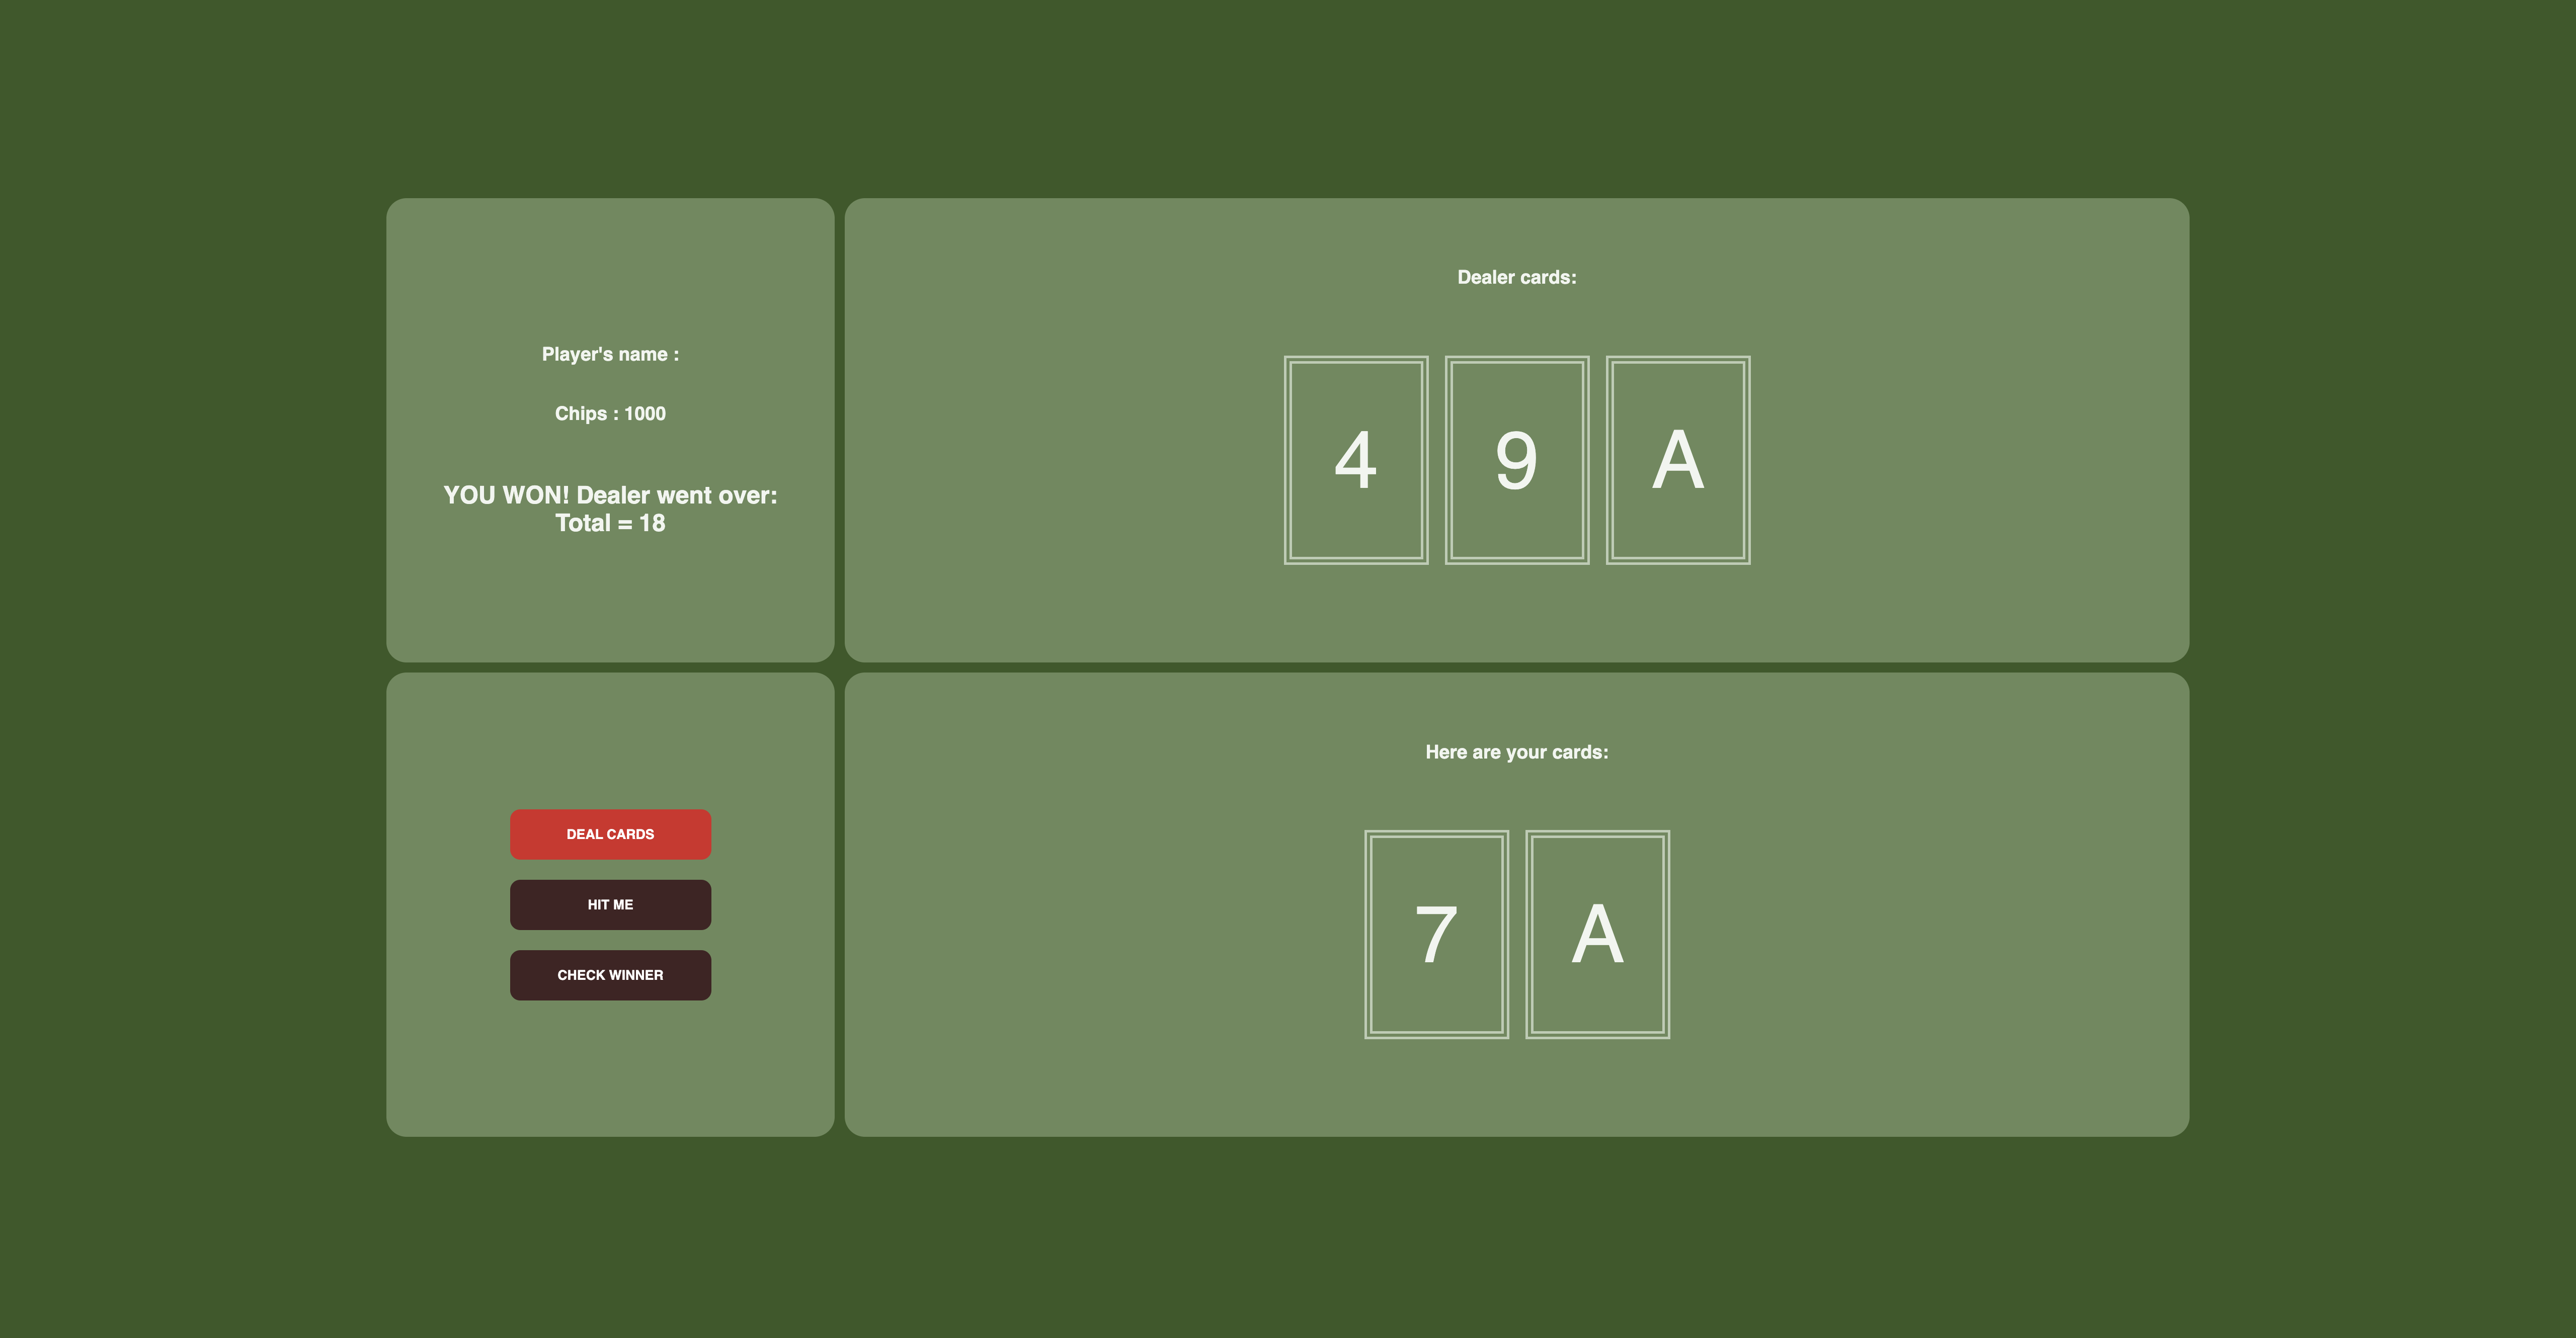 Player's name :
Chips : 1000
YOU WON! Dealer went over:
Total = 18
Dealer cards:
4 9 A
DEAL CARDS
HIT ME
CHECK WINNER
Here are your cards:
7 A